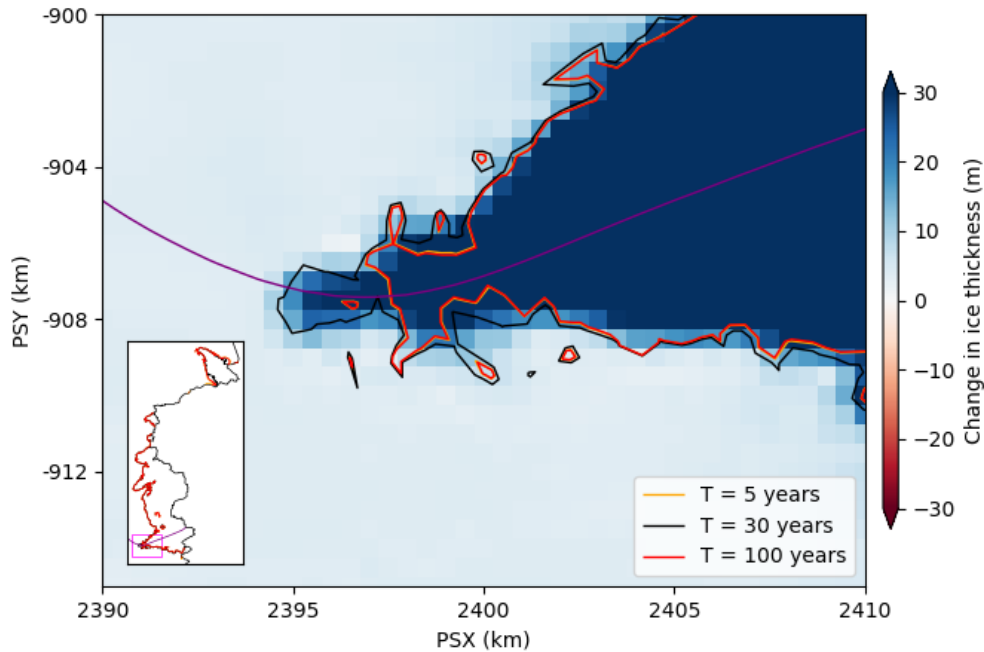 -900
-904
-908
-912
PSY (km)
2390
2395
2400
2405
2410
PSX (km)
T = 5 years
T = 30 years
T = 100 years
30
20
10
0
−10
−20
−30
Change in ice thickness (m)